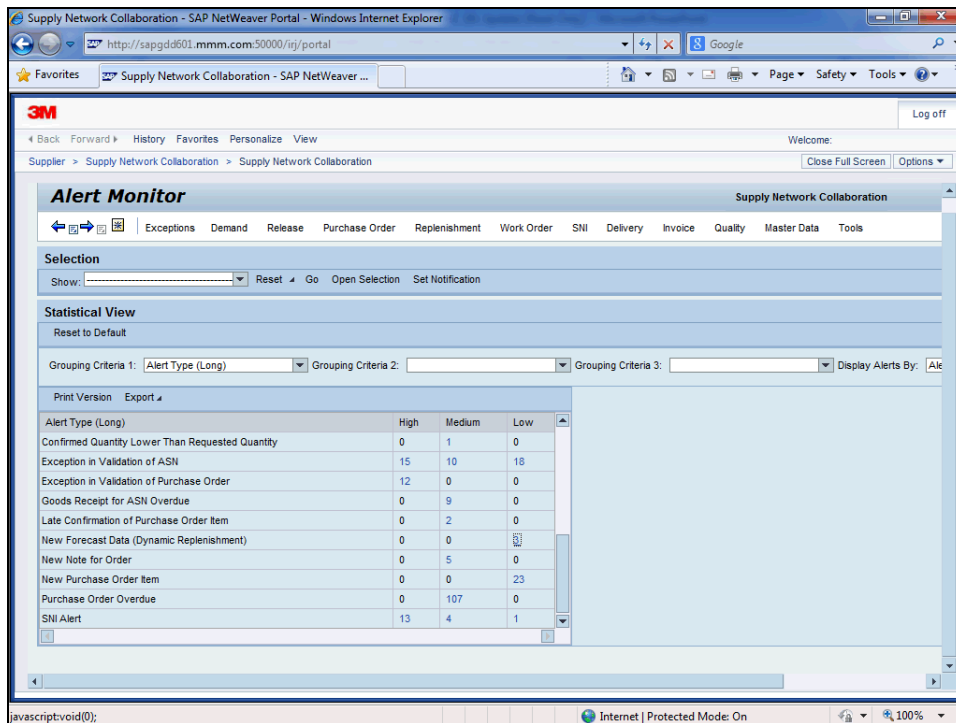 Supply Network Collaboration - SAP NetWeaver Portal - Windows Internet Explorer
http://sapgdd601.mmm.com:50000/irj/portal
Google
Favorites Supply Network Collaboration - SAP NetWeaver ...
Page Safety Tools
3M
Log off
Back Forward History Favorites Personalize View Welcome:
Supplier > Supply Network Collaboration > Supply Network Collaboration Close Full Screen Options
Alert Monitor Supply Network Collaboration
Exceptions Demand Release Purchase Order Replenishment Work Order SNI Delivery Invoice Quality Master Data Tools
Selection
Show: Reset Go Open Selection Set Notification
Statistical View
Reset to Default
Grouping Criteria 1: Alert Type (Long) Grouping Criteria 2: Grouping Criteria 3: Display Alerts By: Ale
Print Version Export
Alert Type (Long) High Medium Low
Confirmed Quantity Lower Than Requested Quantity 0 1 0
Exception in Validation of ASN 15 10 18
Exception in Validation of Purchase Order 12 0 0
Goods Receipt for ASN Overdue 0 9 0
Late Confirmation of Purchase Order Item 0 2 0
New Forecast Data (Dynamic Replenishment) 0 0 3
New Note for Order 0 5 0
New Purchase Order Item 0 0 23
Purchase Order Overdue 0 107 0
SNI Alert 13 4 1
javascript:void(0); Internet | Protected Mode: On 100%